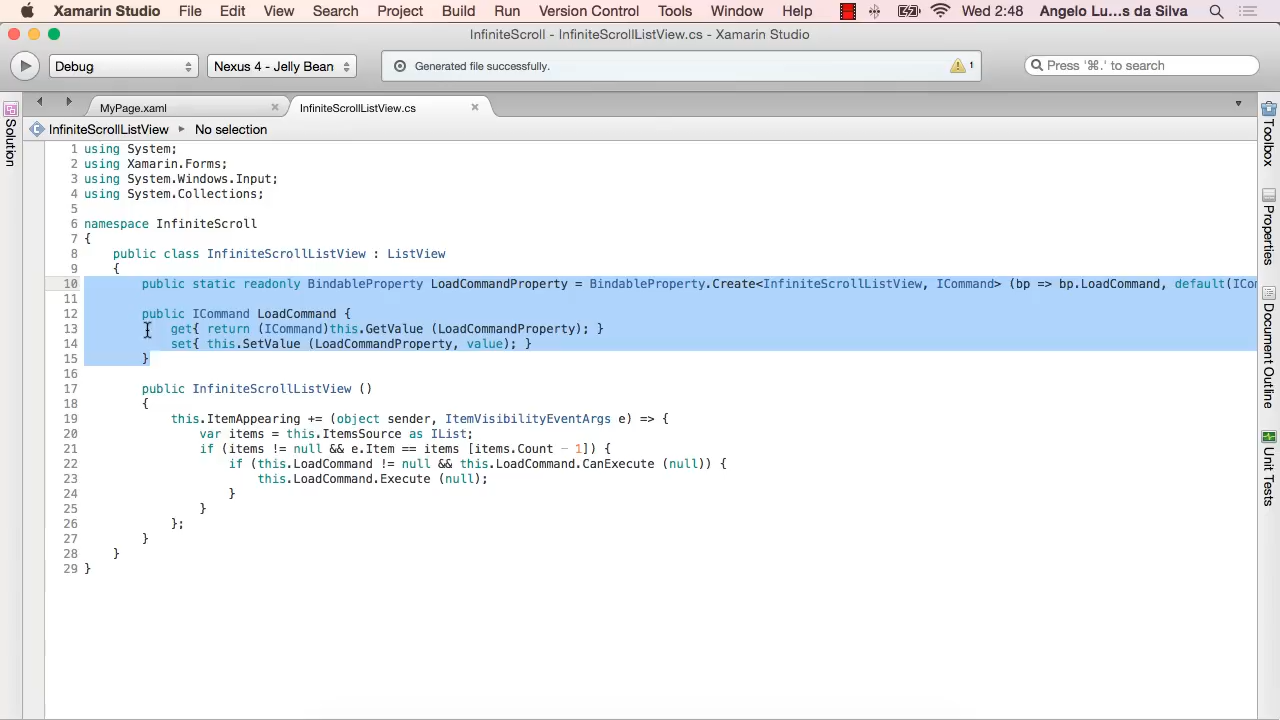 Xamarin Studio File Edit View Search Project Build Run Version Control Tools Window Help Wed 2:48 Angelo Lu...s da Silva
InfiniteScroll - InfiniteScrollListView.cs - Xamarin Studio
Debug Nexus 4 - Jelly Bean Generated file successfully. 1 Press '⌘.' to search
MyPage.xaml InfiniteScrollListView.cs
InfiniteScrollListView No selection
1 using System;
2 using Xamarin.Forms;
3 using System.Windows.Input;
4 using System.Collections;
5
6 namespace InfiniteScroll
7 {
8 public class InfiniteScrollListView : ListView
9 {
10 public static readonly BindableProperty LoadCommandProperty = BindableProperty.Create<InfiniteScrollListView, ICommand> (bp => bp.LoadCommand, default(ICom
11
12 public ICommand LoadCommand {
13 get{ return (ICommand)this.GetValue (LoadCommandProperty); }
14 set{ this.SetValue (LoadCommandProperty, value); }
15 }
16
17 public InfiniteScrollListView ()
18 {
19 this.ItemAppearing += (object sender, ItemVisibilityEventArgs e) => {
20 var items = this.ItemsSource as IList;
21 if (items != null && e.Item == items [items.Count - 1]) {
22 if (this.LoadCommand != null && this.LoadCommand.CanExecute (null)) {
23 this.LoadCommand.Execute (null);
24 }
25 }
26 };
27 }
28 }
29 }
Solution
Toolbox
Properties
Document Outline
Unit Tests